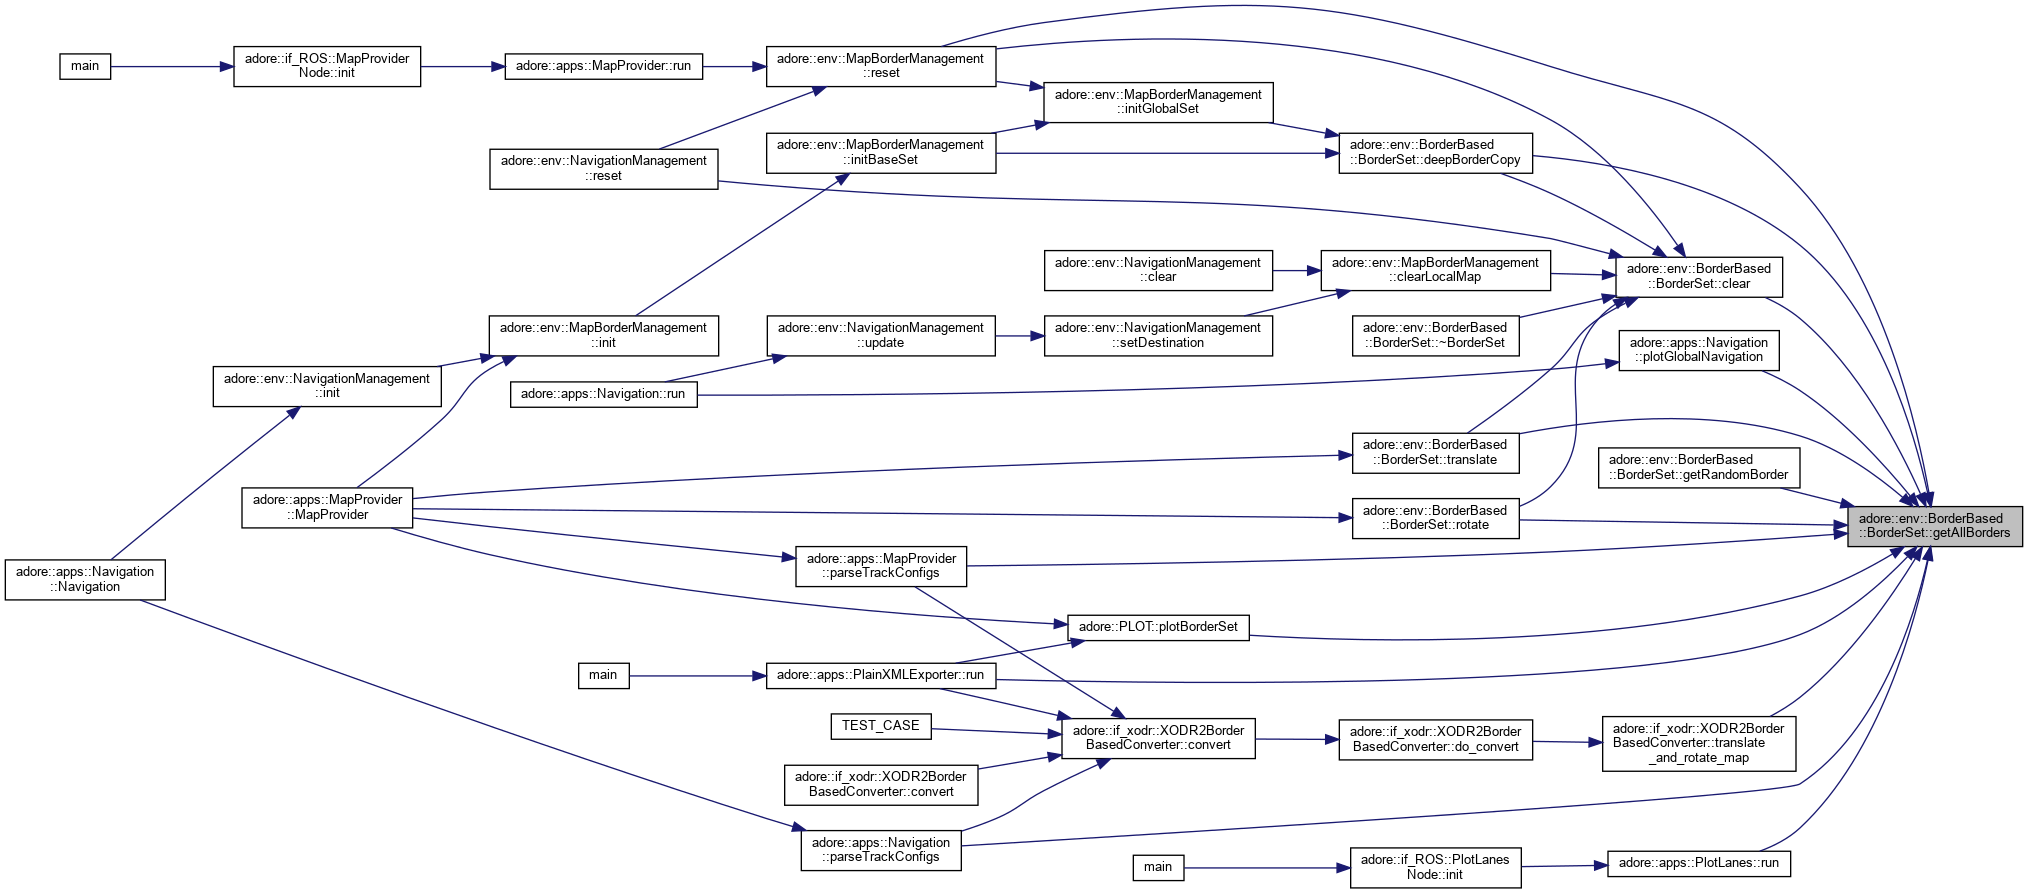 main
adore::if_ROS::MapProvider
Node::init
adore::apps::MapProvider::run
adore::env::MapBorderManagement
::reset
adore::env::MapBorderManagement
::initGlobalSet
adore::env::MapBorderManagement
::initBaseSet
adore::env::BorderBased
::BorderSet::deepBorderCopy
adore::env::NavigationManagement
::reset
adore::env::NavigationManagement
::clear
adore::env::MapBorderManagement
::clearLocalMap
adore::env::BorderBased
::BorderSet::clear
adore::env::MapBorderManagement
::init
adore::env::NavigationManagement
::update
adore::env::NavigationManagement
::setDestination
adore::env::BorderBased
::BorderSet::~BorderSet
adore::apps::Navigation
::plotGlobalNavigation
adore::env::NavigationManagement
::init
adore::apps::Navigation::run
adore::env::BorderBased
::BorderSet::translate
adore::env::BorderBased
::BorderSet::getRandomBorder
adore::apps::MapProvider
::MapProvider
adore::env::BorderBased
::BorderSet::rotate
adore::env::BorderBased
::BorderSet::getAllBorders
adore::apps::MapProvider
::parseTrackConfigs
adore::apps::Navigation
::Navigation
adore::PLOT::plotBorderSet
main
adore::apps::PlainXMLExporter::run
TEST_CASE
adore::if_xodr::XODR2Border
BasedConverter::convert
adore::if_xodr::XODR2Border
BasedConverter::do_convert
adore::if_xodr::XODR2Border
BasedConverter::translate
_and_rotate_map
adore::if_xodr::XODR2Border
BasedConverter::convert
adore::apps::Navigation
::parseTrackConfigs
main
adore::if_ROS::PlotLanes
Node::init
adore::apps::PlotLanes::run